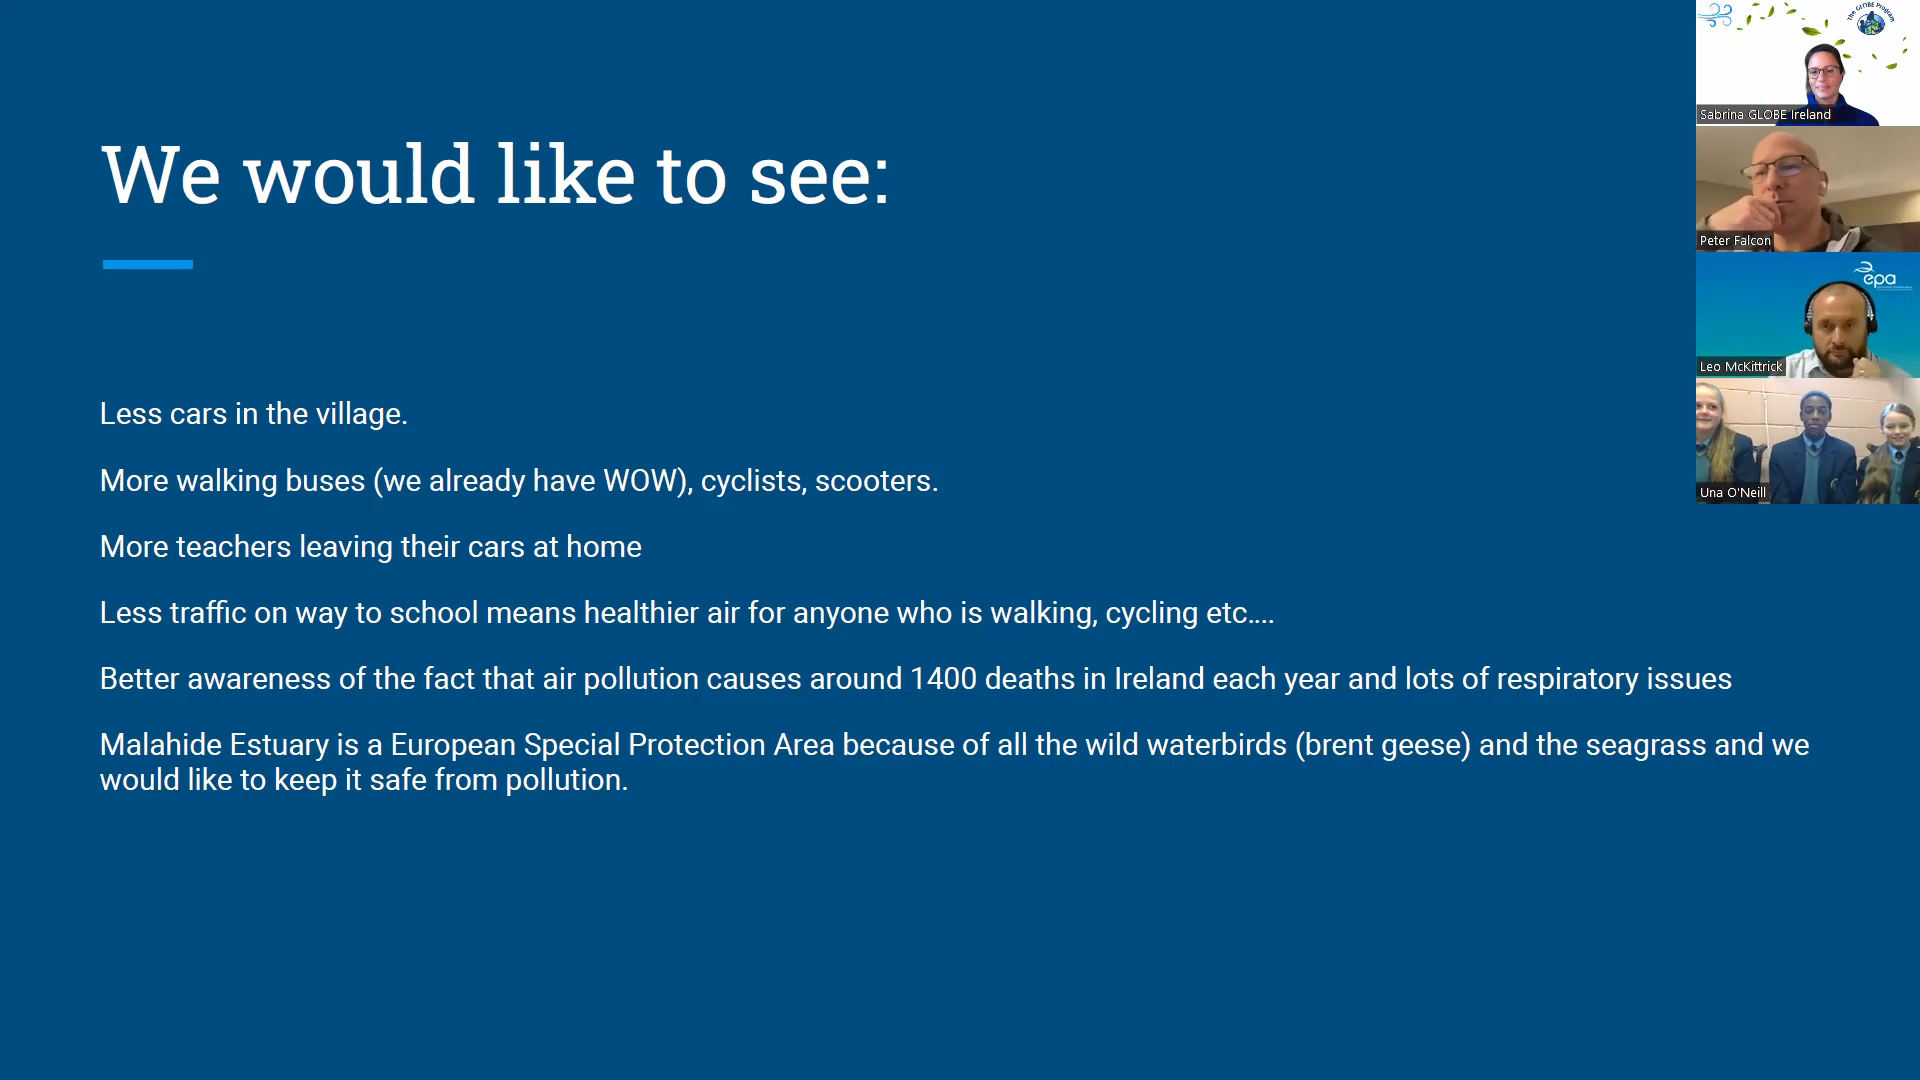 We would like to see:
Less cars in the village.
More walking buses (we already have WOW), cyclists, scooters.
More teachers leaving their cars at home
Less traffic on way to school means healthier air for anyone who is walking, cycling etc....
Better awareness of the fact that air pollution causes around 1400 deaths in Ireland each year and lots of respiratory issues
Malahide Estuary is a European Special Protection Area because of all the wild waterbirds (brent geese) and the seagrass and we
would like to keep it safe from pollution.
The GLOBE Program
Sabrina GLOBE Ireland
Peter Falcon
epa
Leo McKittrick
Una O'Neill